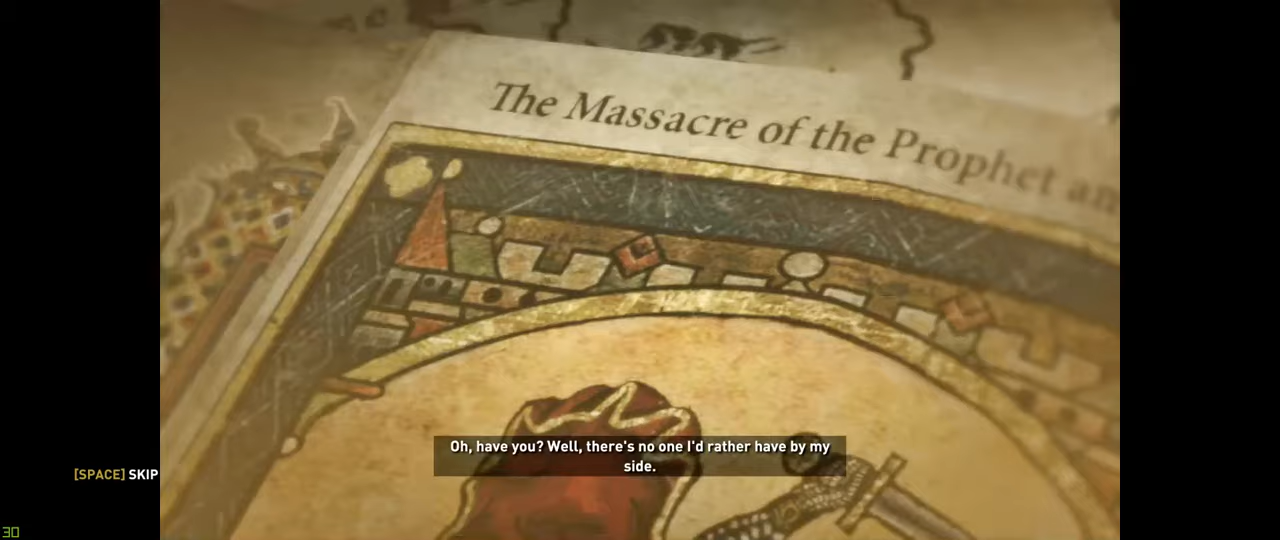 The Massacre of the Prophet an
Oh, have you? Well, there's no one I'd rather have by my
side.
[SPACE] SKIP
30